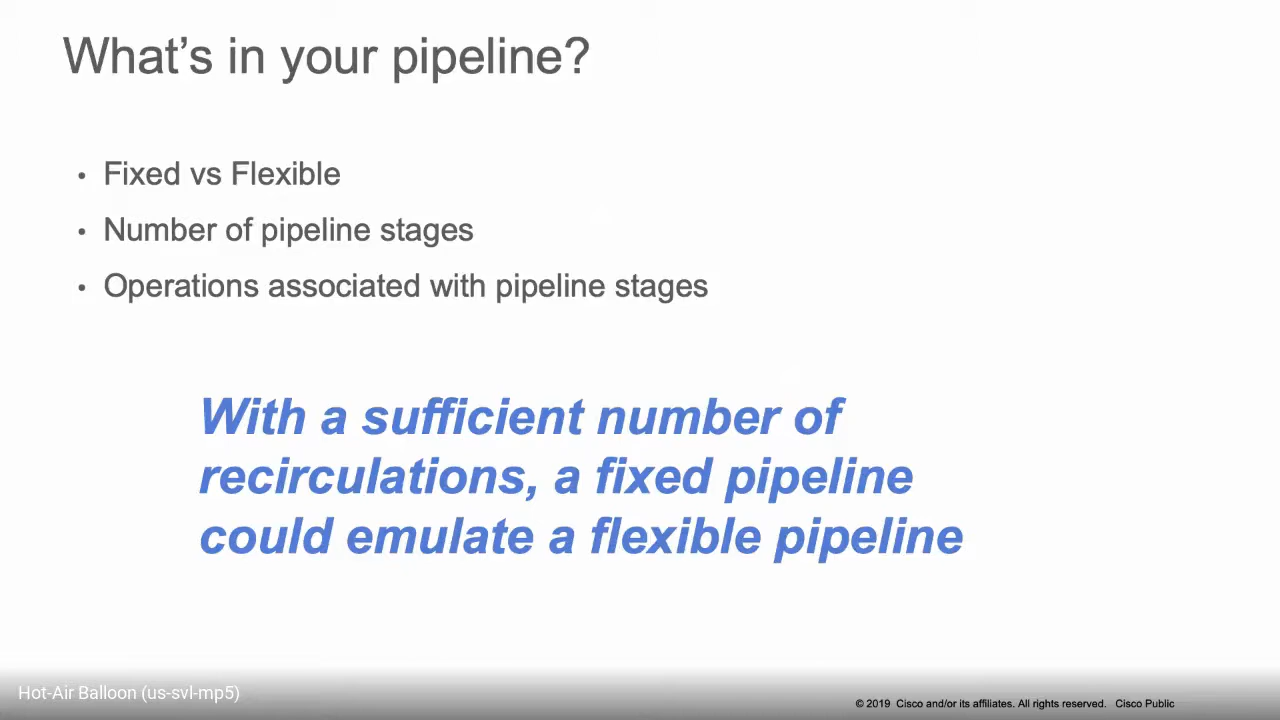 What's in your pipeline?
• Fixed vs Flexible
• Number of pipeline stages
• Operations associated with pipeline stages
With a sufficient number of
recirculations, a fixed pipeline
could emulate a flexible pipeline
Hot-Air Balloon (us-svl-mp5)
© 2019 Cisco and/or its affiliates. All rights reserved. Cisco Public